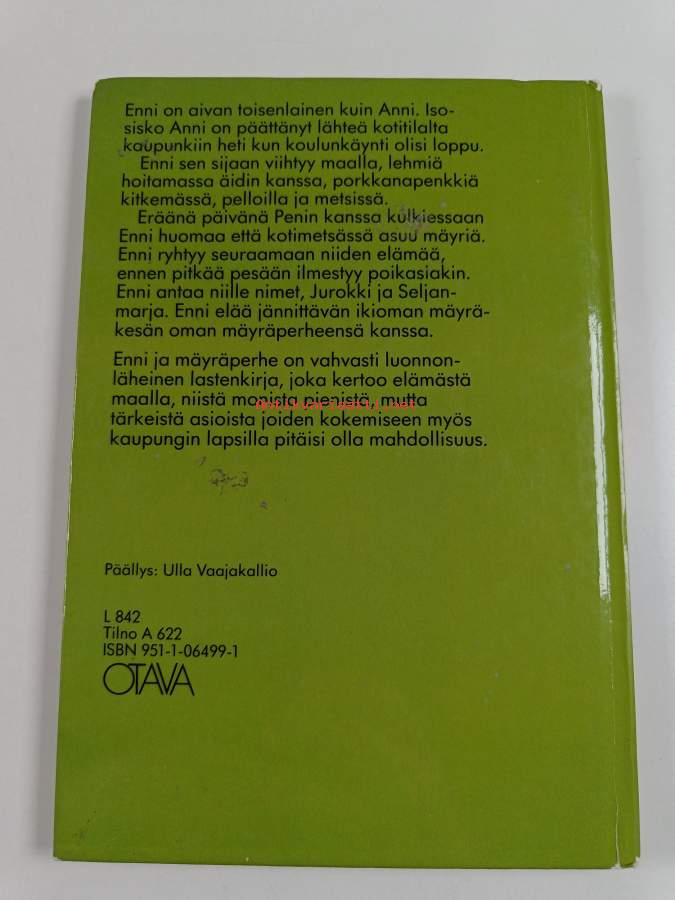 Enni on aivan toisenlainen kuin Anni. Iso-
sisko Anni on päättänyt lähteä kotitilalta
kaupunkiin heti kun koulunkäynti olisi loppu.
Enni sen sijaan viihtyy maalla, lehmiä
hoitamassa äidin kanssa, porkkanapenkkiä
kitkemässä, pelloilla ja metsissä.
Eräänä päivänä Penin kanssa kulkiessaan
Enni huomaa että kotimetsässä asuu mäyriä.
Enni ryhtyy seuraamaan niiden elämää,
ennen pitkää pesään ilmestyy poikasiakin.
Enni antaa niille nimet, Jurokki ja Seljan-
marja. Enni elää jännittävän ikioman mäyrä-
kesän oman mäyräperheensä kanssa.
Enni ja mäyräperhe on vahvasti luonnon-
läheinen lastenkirja, joka kertoo elämästä
maalla, niistä monista pienistä, mutta
tärkeistä asioista joiden kokemiseen myös
kaupungin lapsilla pitäisi olla mahdollisuus.
Päällys: Ulla Vaajakallio
L 842
Tilno A 622
ISBN 951-1-06499-1
OTAVA